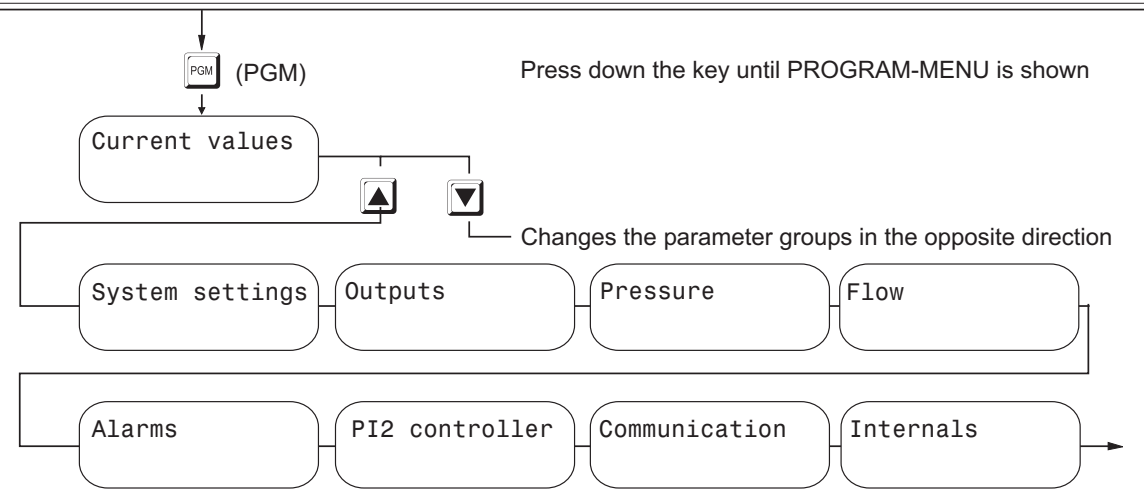 PGM (PGM) Press down the key until PROGRAM-MENU is shown
Current values
Changes the parameter groups in the opposite direction
System settings Outputs Pressure Flow
Alarms PI2 controller Communication Internals